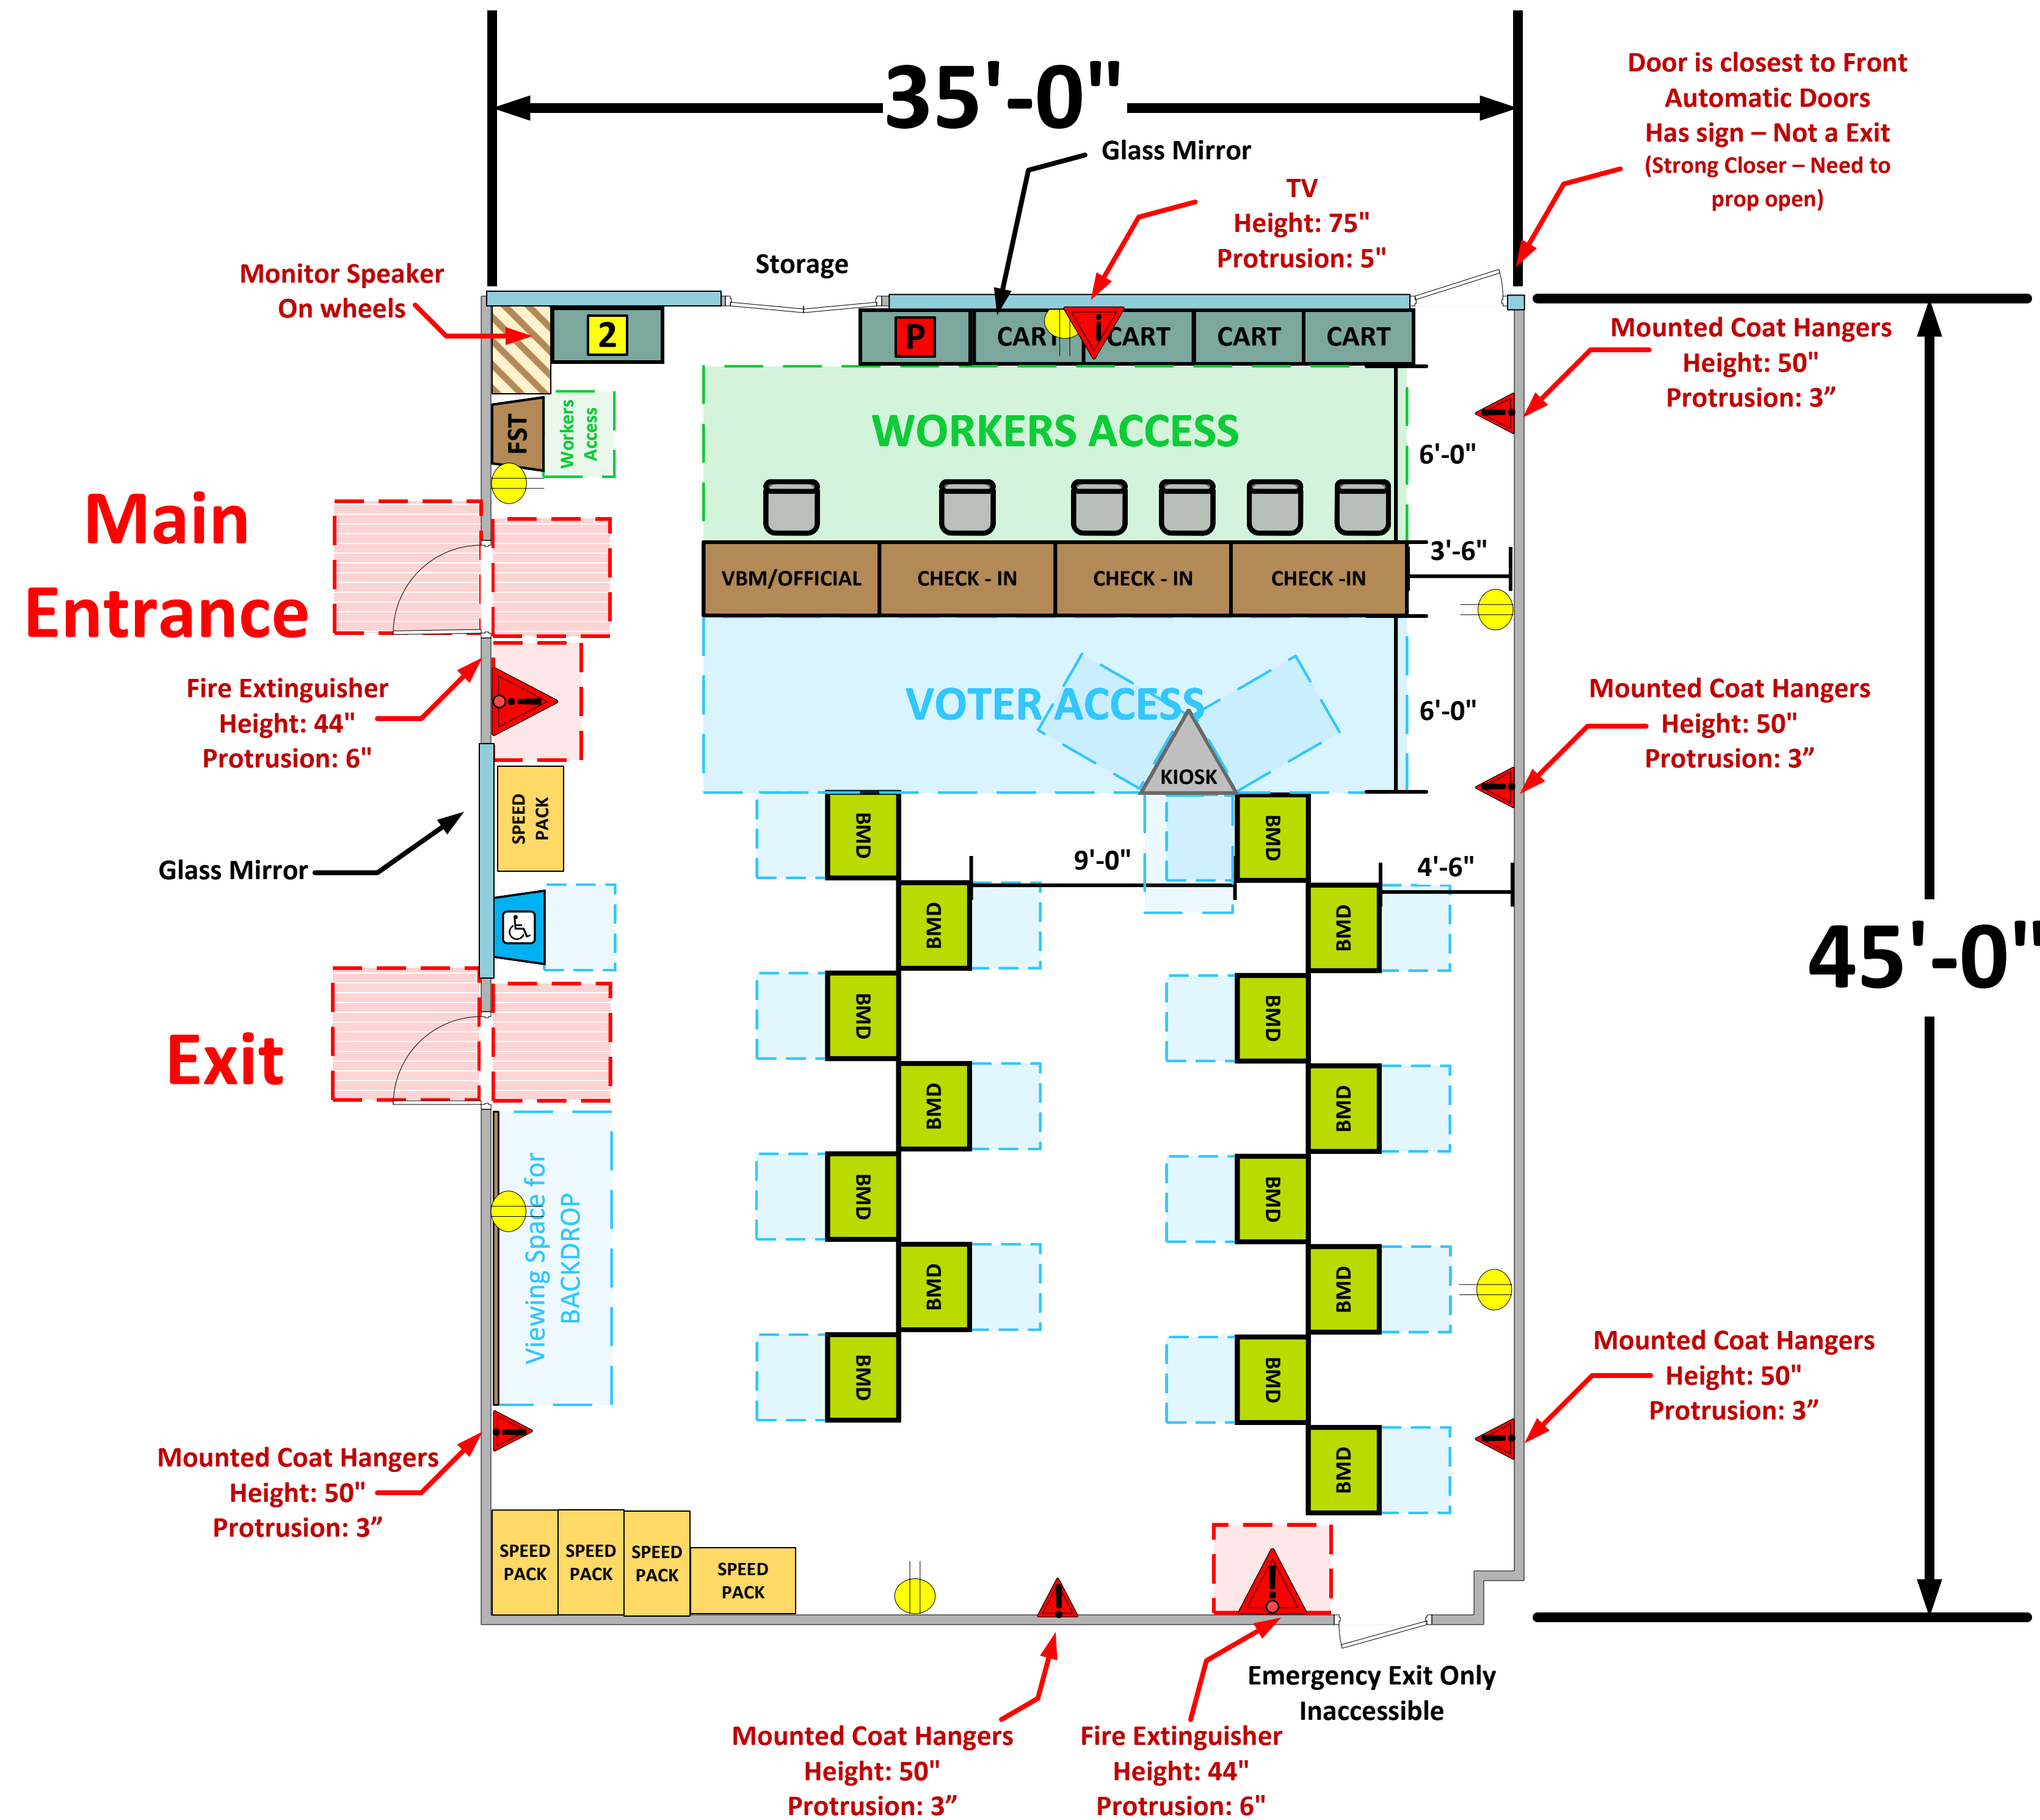 35'-0"
Door is closest to Front
Automatic Doors
Has sign – Not a Exit
(Strong Closer – Need to
prop open)
Glass Mirror
TV
Height: 75"
Protrusion: 5"
Storage
Monitor Speaker
On wheels
2
P
CART
i
CART
CART
CART
Mounted Coat Hangers
Height: 50"
Protrusion: 3”
FST
Workers
Access
WORKERS ACCESS
6'-0"
Main
Entrance
3'-6"
VBM/OFFICIAL
CHECK - IN
CHECK - IN
CHECK -IN
Fire Extinguisher
Height: 44"
Protrusion: 6"
VOTER ACCESS
6'-0"
Mounted Coat Hangers
Height: 50"
Protrusion: 3”
KIOSK
SPEED
PACK
Glass Mirror
BMD
BMD
9'-0"
4'-6"
BMD
BMD
45'-0"
Exit
BMD
BMD
BMD
BMD
Viewing Space for
BACKDROP
BMD
BMD
BMD
BMD
BMD
BMD
BMD
Mounted Coat Hangers
Height: 50"
Protrusion: 3”
Mounted Coat Hangers
Height: 50"
Protrusion: 3”
SPEED
PACK
SPEED
PACK
SPEED
PACK
SPEED
PACK
Emergency Exit Only
Inaccessible
Mounted Coat Hangers
Height: 50"
Protrusion: 3”
Fire Extinguisher
Height: 44"
Protrusion: 6"